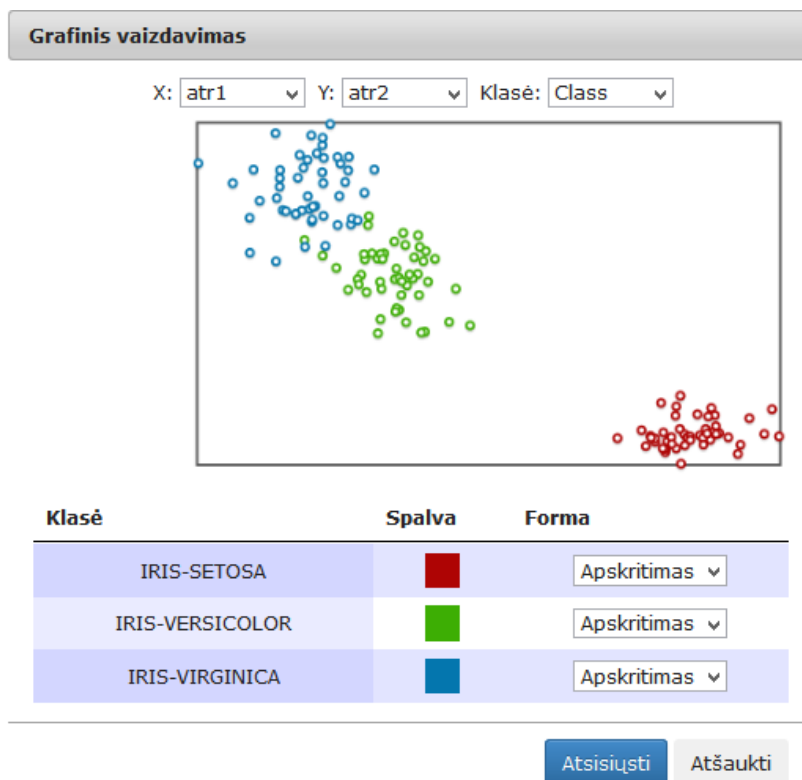 Grafinis vaizdavimas
X: atr1 Y: atr2 Klasė: Class
Klasė Spalva Forma
IRIS-SETOSA Apskritimas
IRIS-VERSICOLOR Apskritimas
IRIS-VIRGINICA Apskritimas
Atsisiųsti Atšaukti